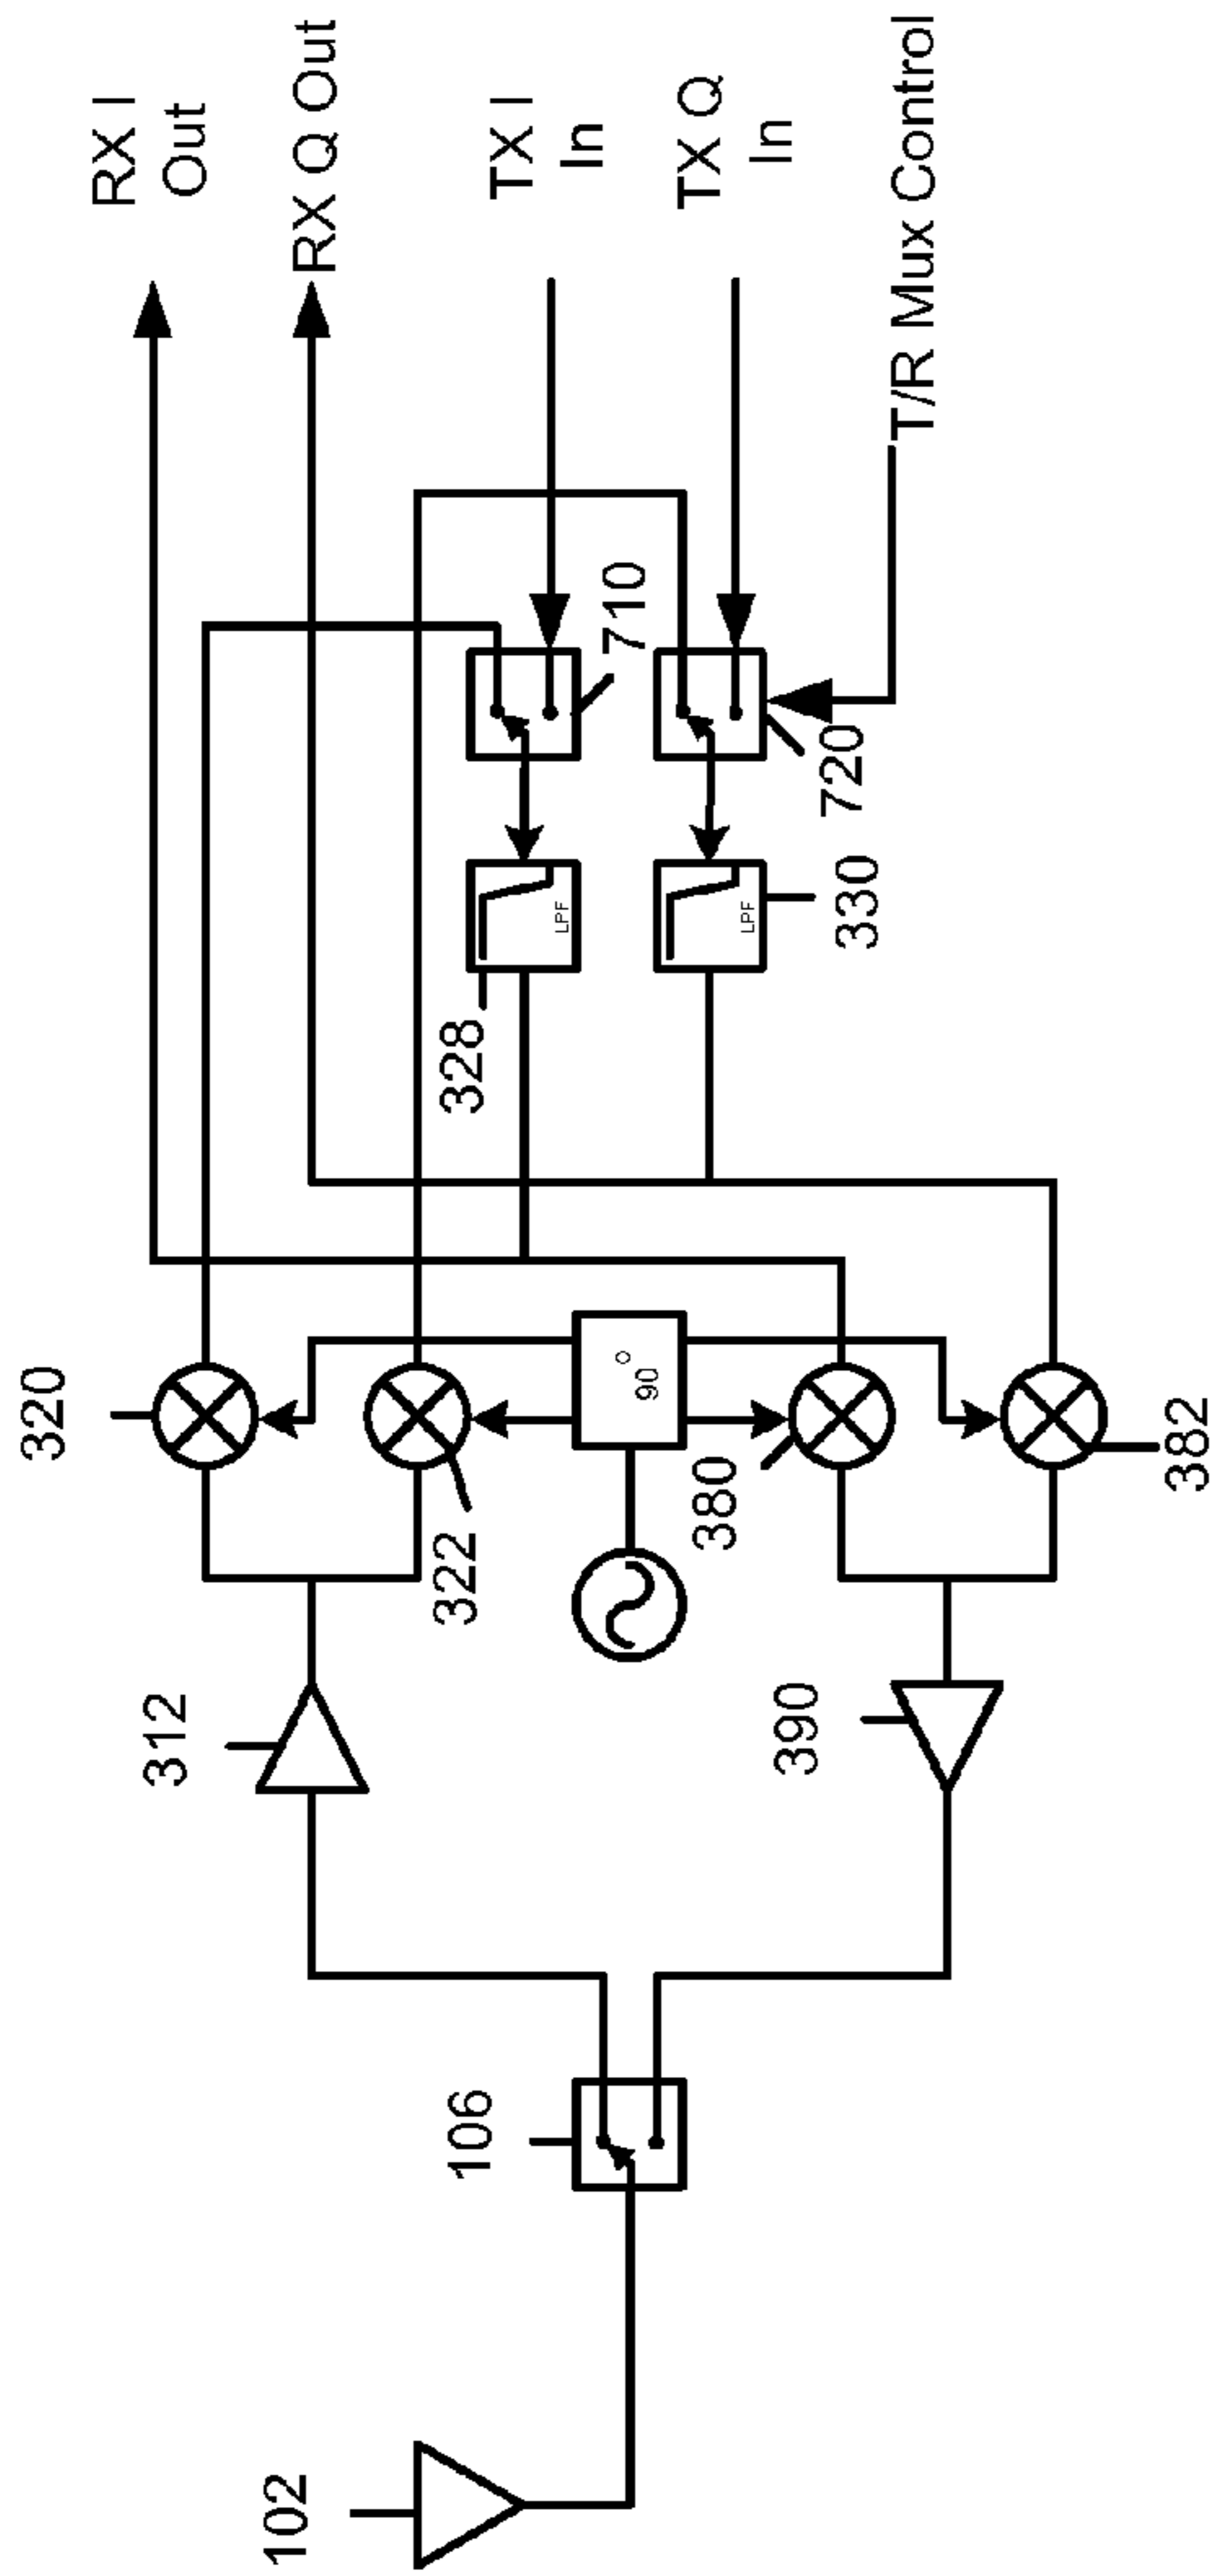 RX I
Out
RX Q Out
TX I
In
TX Q
In
T/R Mux Control
710
720
LPF
LPF
328
330
320
322
90°
380
382
312
390
106
102